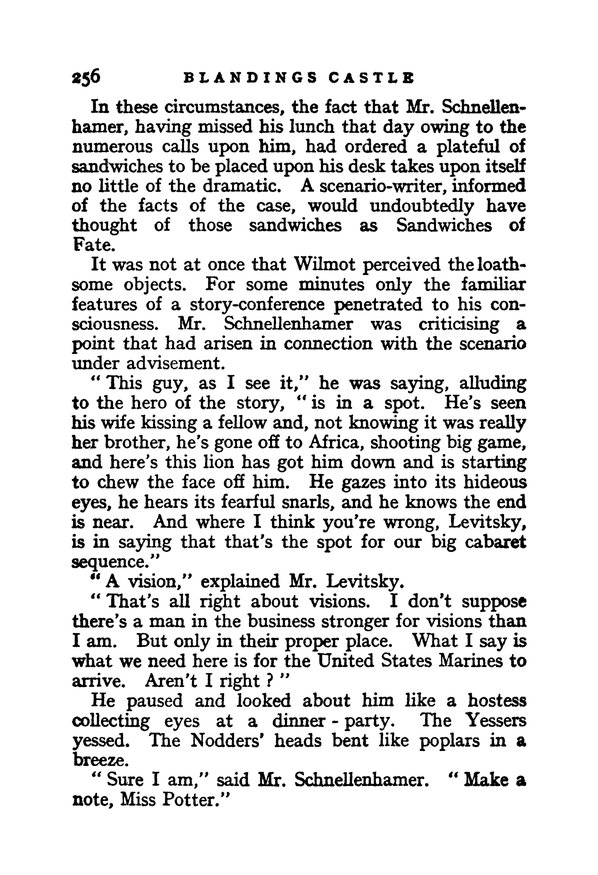 256 BLANDINGS CASTLE
In these circumstances, the fact that Mr. Schnellen-
hamer, having missed his lunch that day owing to the
numerous calls upon him, had ordered a plateful of
sandwiches to be placed upon his desk takes upon itself
no little of the dramatic. A scenario-writer, informed
of the facts of the case, would undoubtedly have
thought of those sandwiches as Sandwiches of
Fate.
It was not at once that Wilmot perceived the loath-
some objects. For some minutes only the familiar
features of a story-conference penetrated to his con-
sciousness. Mr. Schnellenhamer was criticising a
point that had arisen in connection with the scenario
under advisement.
“ This guy, as I see it,” he was saying, alluding
to the hero of the story, “ is in a spot. He’s seen
his wife kissing a fellow and, not knowing it was really
her brother, he’s gone off to Africa, shooting big game,
and here’s this lion has got him down and is starting
to chew the face off him. He gazes into its hideous
eyes, he hears its fearful snarls, and he knows the end
is near. And where I think you’re wrong, Levitsky,
is in saying that that’s the spot for our big cabaret
sequence.”
“ A vision,” explained Mr. Levitsky.
“ That’s all right about visions. I don’t suppose
there’s a man in the business stronger for visions than
I am. But only in their proper place. What I say is
what we need here is for the United States Marines to
arrive. Aren’t I right ? ”
He paused and looked about him like a hostess
collecting eyes at a dinner - party. The Yessers
yessed. The Nodders’ heads bent like poplars in a
breeze.
“ Sure I am,” said Mr. Schnellenhamer. “ Make a
note, Miss Potter.”